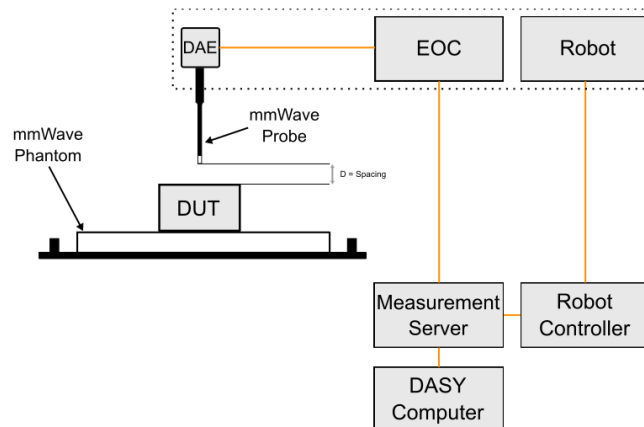 DAE
EOC
Robot
mmWave
Probe
mmWave
Phantom
D = Spacing
DUT
Measurement
Server
Robot
Controller
DASY
Computer